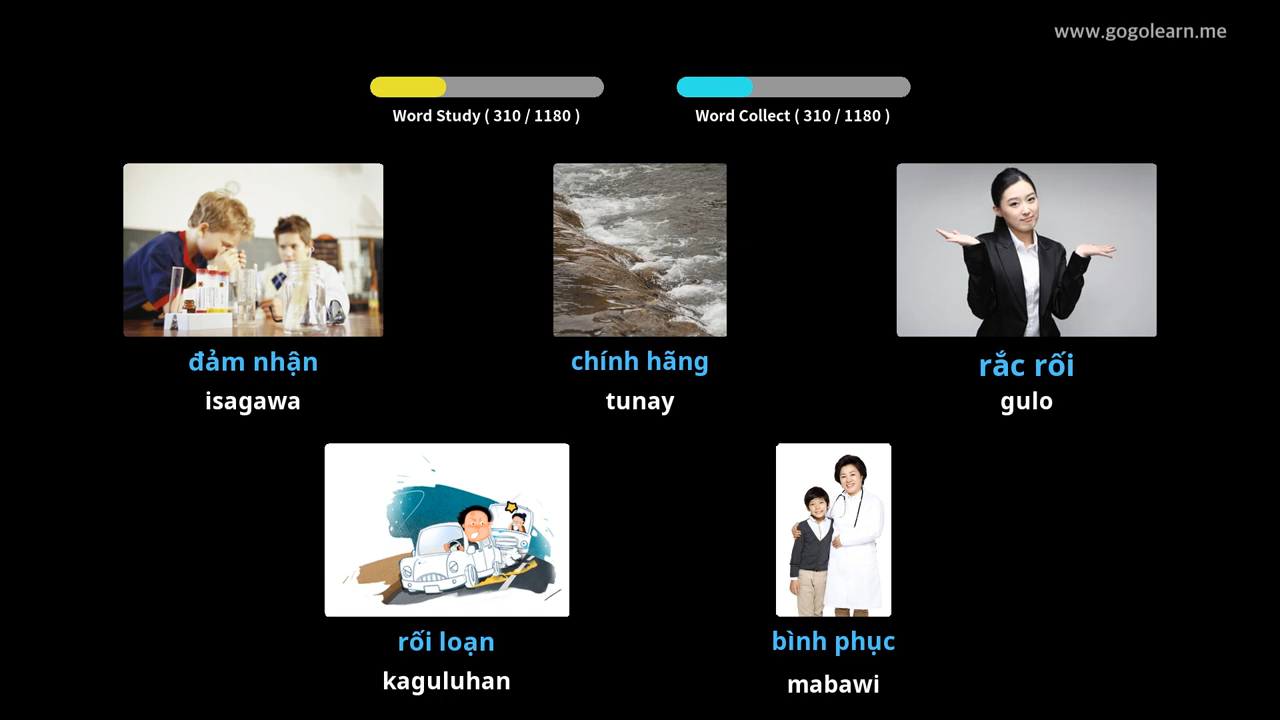 www.gogolearn.me
Word Study ( 310 / 1180 )
Word Collect ( 310 / 1180 )
đảm nhận
isagawa
chính hãng
tunay
rắc rối
gulo
rối loạn
kaguluhan
bình phục
mabawi